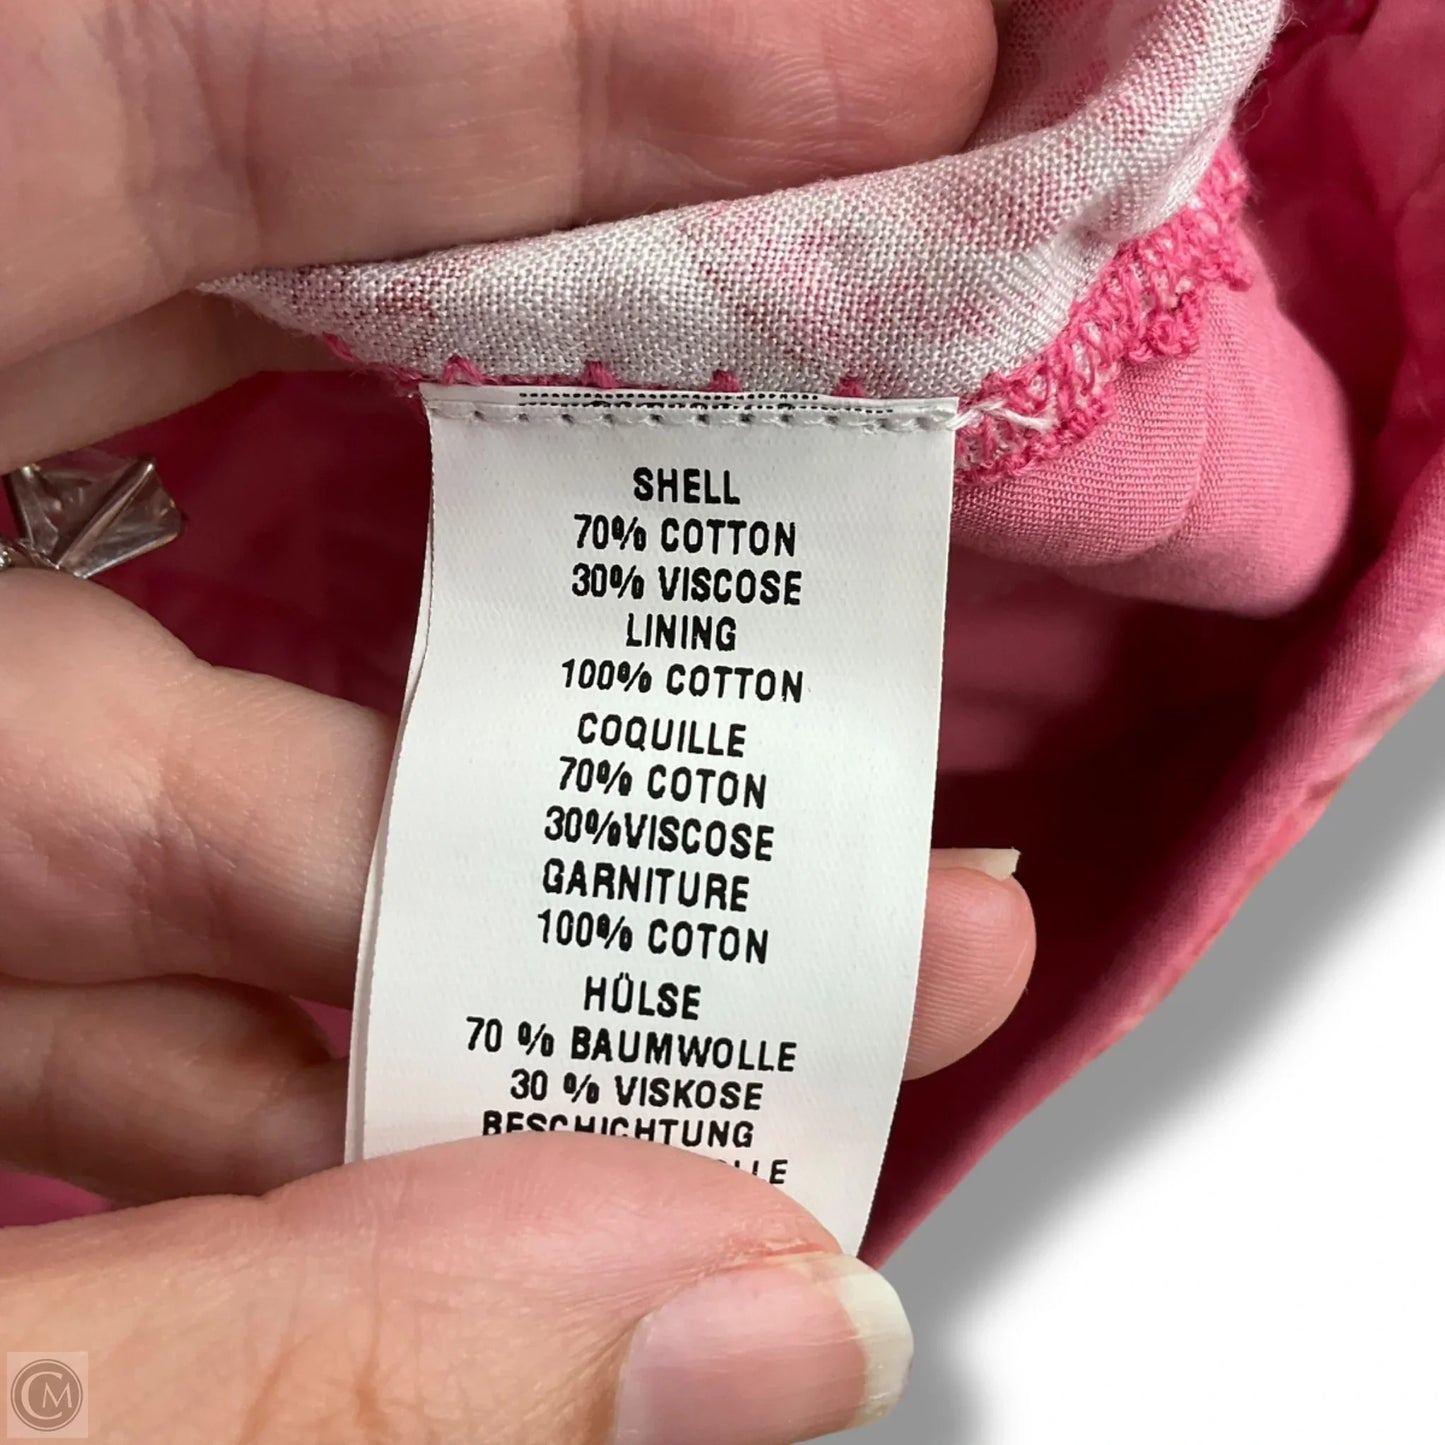 SHELL
70% COTTON
30% VISCOSE
LINING
100% COTTON
COQUILLE
70% COTON
30%VISCOSE
GARNITURE
100% COTON
HÜLSE
70 % BAUMWOLLE
30 % VISKOSE
BESCHICHTUNG
CM